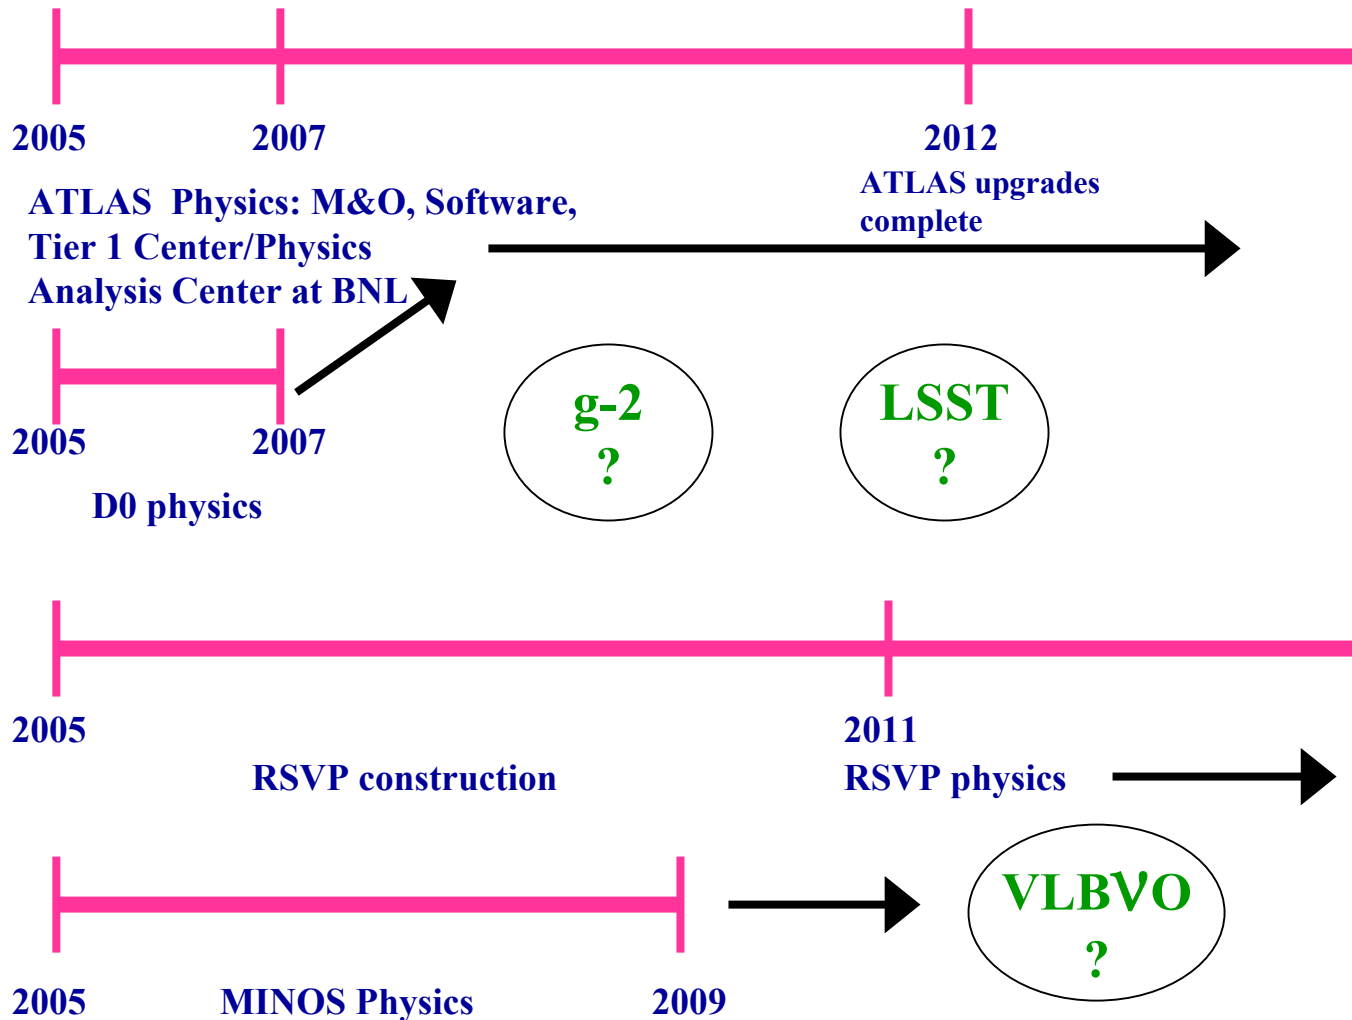 2005 2007 2012
ATLAS Physics: M&O, Software,
Tier 1 Center/Physics
Analysis Center at BNL
ATLAS upgrades
complete
2005 2007
D0 physics
g-2
?
LSST
?
2005 2011
RSVP construction RSVP physics
VLBνO
?
2005 MINOS Physics 2009